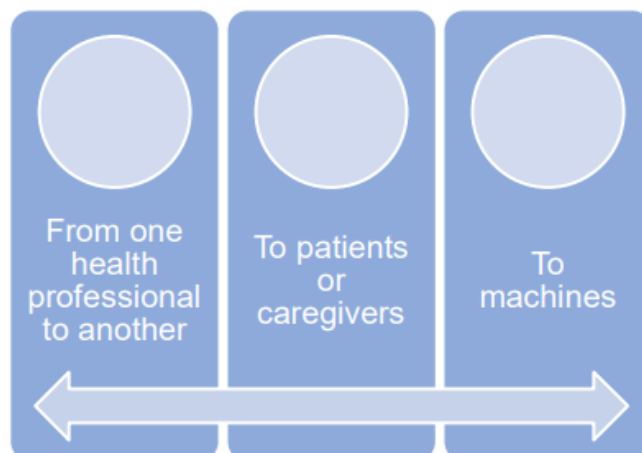 From one
health
professional
to another
To patients
or
caregivers
To
machines